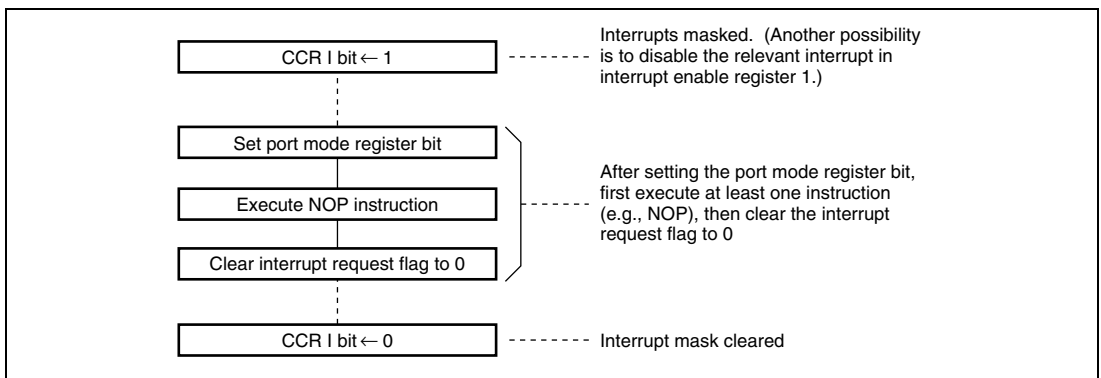 CCR I bit ← 1
Interrupts masked.  (Another possibility
is to disable the relevant interrupt in
interrupt enable register 1.)
Set port mode register bit
Execute NOP instruction
Clear interrupt request flag to 0
After setting the port mode register bit,
first execute at least one instruction
(e.g., NOP), then clear the interrupt
request flag to 0
CCR I bit ← 0
Interrupt mask cleared